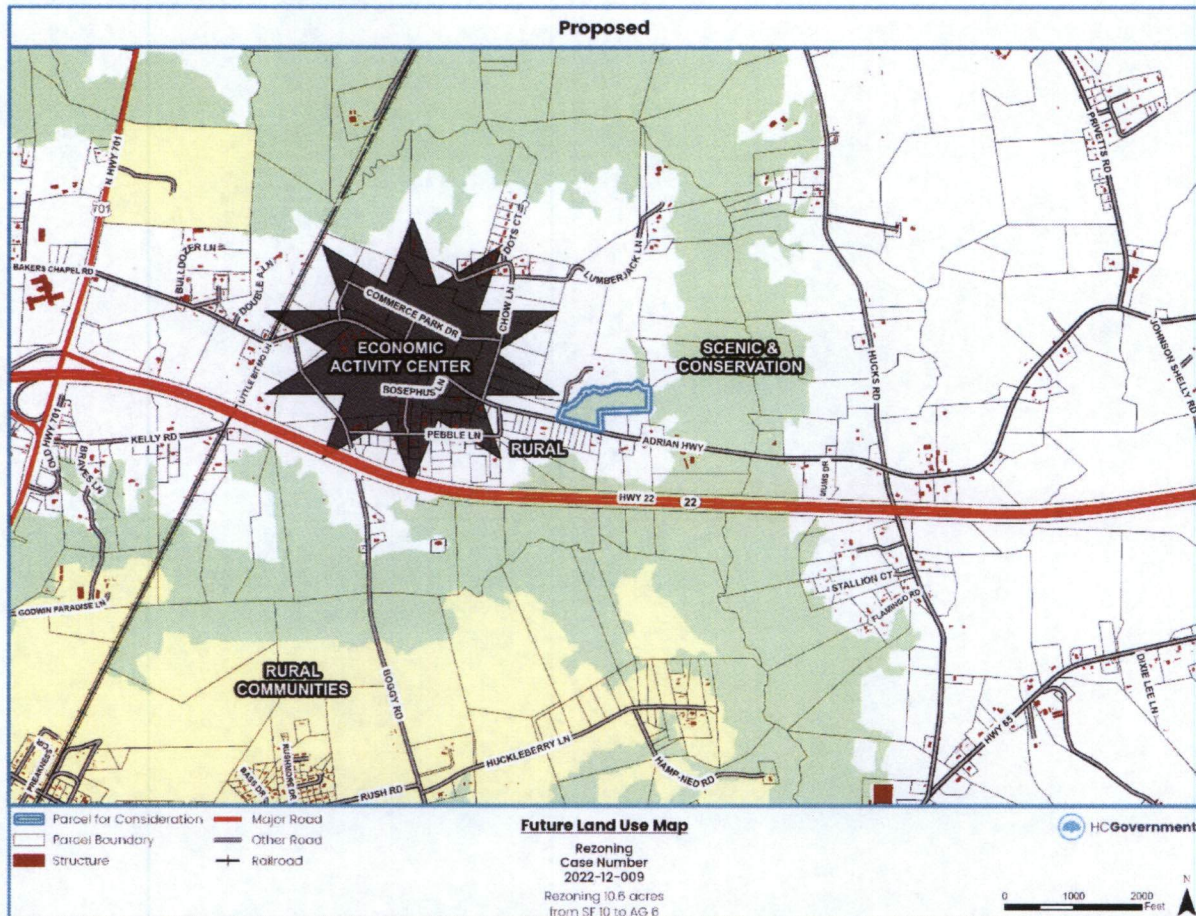 Proposed
N HWY 701
701
BAKERS CHAPEL RD
BULLDOZER LN
DOUBLE A LN
LITTLE BIT MO LN
COMMERCE PARK DR
DOTS CT
CHOW LN
LUMBERJACK LN
ECONOMIC
ACTIVITY CENTER
BOSEPHUS LN
SCENIC &
CONSERVATION
HUCKS RD
PRIVETTS RD
JOHNSON SHELLY RD
OLD HWY 701
KELLY RD
PEBBLE LN
RURAL
ADRIAN HWY
HWY 22
22
GODWIN PARADISE LN
STALLION CT
FLAMINGO RD
RURAL
COMMUNITIES
BOGGY RD
HUCKLEBERRY LN
HAMP-NED RD
HWY 65
DIXIE LEE LN
RUSHMORE DR
RUSH RD
Parcel for Consideration
Parcel Boundary
Structure
Major Road
Other Road
Railroad
Future Land Use Map
Rezoning
Case Number
2022-12-009
Rezoning 10.6 acres
from SF 10 to AG 6
HCGovernment
N
0 1000 2000
Feet